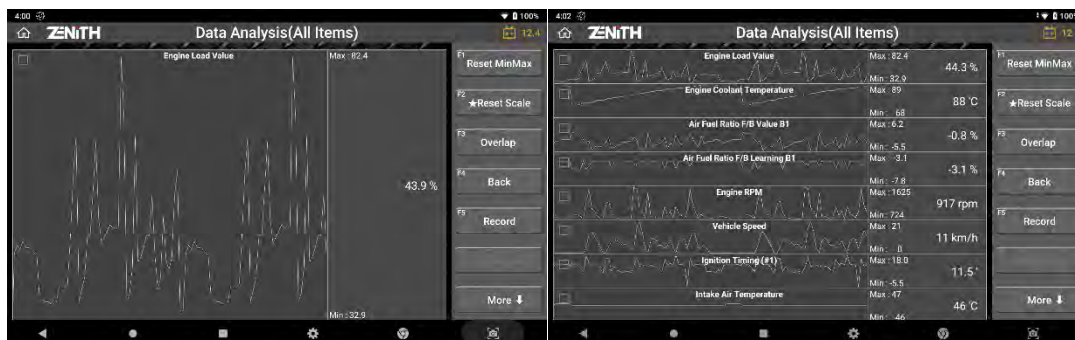 4:00
100%
ZENITH
Data Analysis(All Items)
12.4
Engine Load Value
Max : 82.4
43.9 %
Min : 32.9
F1
Reset MinMax
F2
★Reset Scale
F3
Overlap
F4
Back
F5
Record
More ⬇
4:02
100%
ZENITH
Data Analysis(All Items)
12
Engine Load Value
Max : 82.4
44.3 %
Min : 32.9
Engine Coolant Temperature
Max : 89
88 ℃
Min : 68
Air Fuel Ratio F/B Value B1
Max : 6.2
-0.8 %
Min : -5.5
Air Fuel Ratio F/B Learning B1
Max : -3.1
-3.1 %
Min : -7.8
Engine RPM
Max : 1625
917 rpm
Min : 724
Vehicle Speed
Max : 21
11 km/h
Min : 0
Ignition Timing (#1)
Max : 18.0
11.5 °
Min : -5.5
Intake Air Temperature
Max : 47
46 ℃
Min : 46
F1
Reset MinMax
F2
★Reset Scale
F3
Overlap
F4
Back
F5
Record
More ⬇